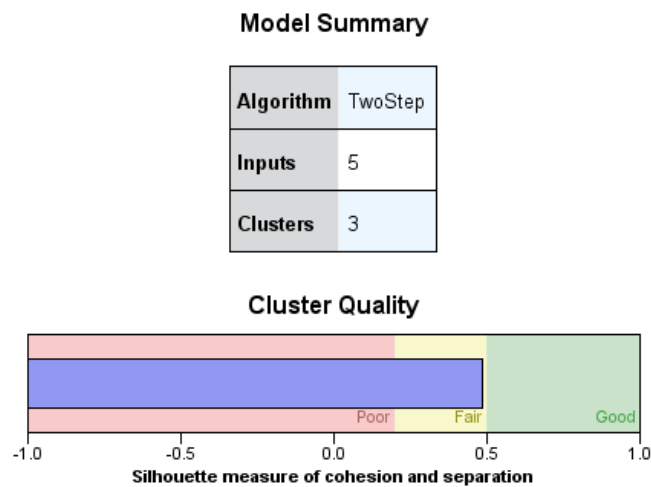 Model Summary
Algorithm TwoStep
Inputs 5
Clusters 3
Cluster Quality
Poor Fair Good
-1.0 -0.5 0.0 0.5 1.0
Silhouette measure of cohesion and separation